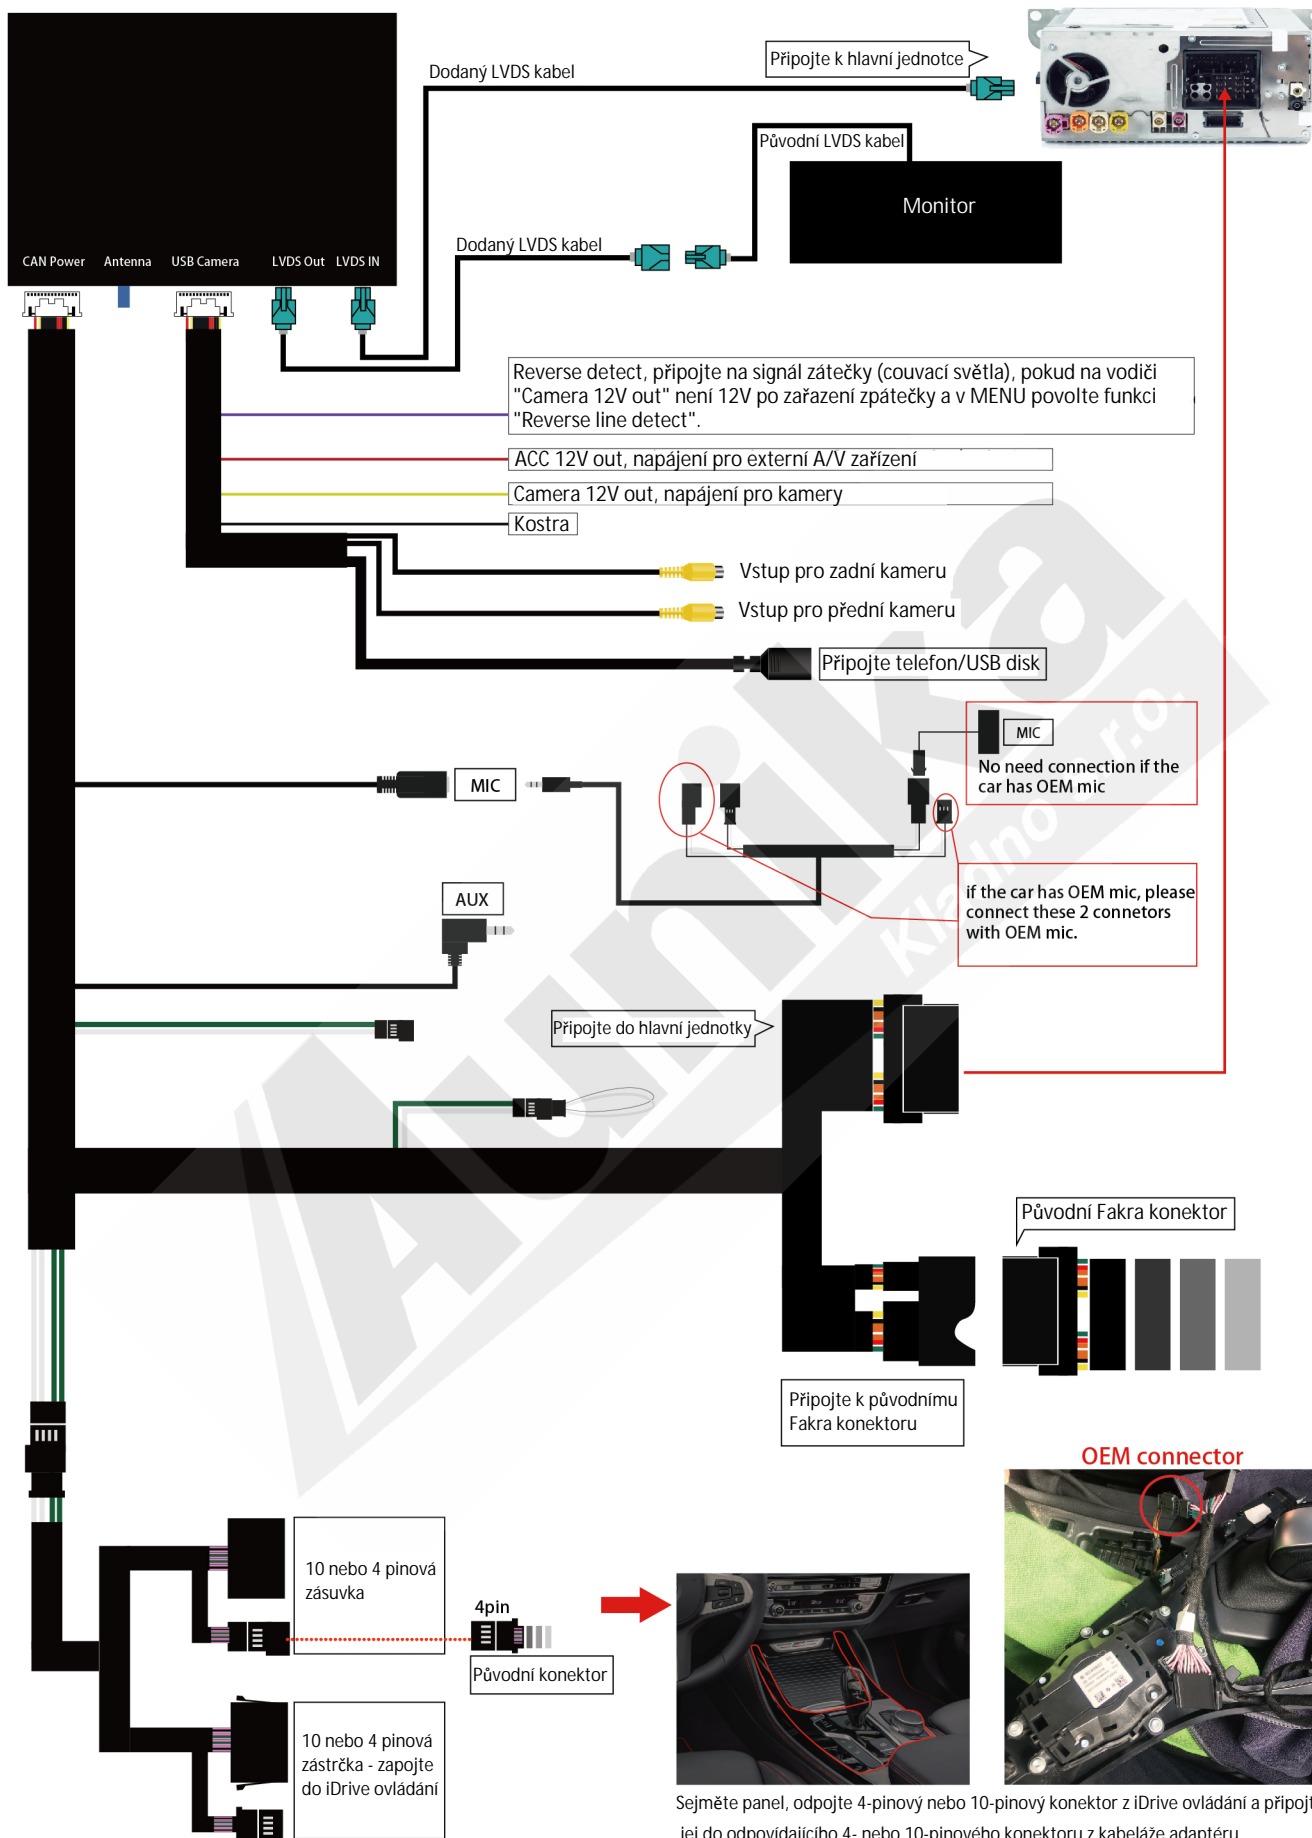 Připojte k hlavní jednotce
Dodaný LVDS kabel
Původní LVDS kabel
Monitor
Dodaný LVDS kabel
CAN Power
Antenna
USB Camera
LVDS Out
LVDS IN
Reverse detect, připojte na signál zátečky (couvací světla), pokud na vodiči
"Camera 12V out" není 12V po zařazení zpátečky a v MENU povolte funkci
"Reverse line detect".
ACC 12V out, napájení pro externí A/V zařízení
Camera 12V out, napájení pro kamery
Kostra
Vstup pro zadní kameru
Vstup pro přední kameru
Připojte telefon/USB disk
MIC
No need connection if the
car has OEM mic
MIC
if the car has OEM mic, please
connect these 2 connetors
with OEM mic.
AUX
Připojte do hlavní jednotky
Původní Fakra konektor
Připojte k původnímu
Fakra konektoru
OEM connector
10 nebo 4 pinová
zásuvka
4pin
Původní konektor
10 nebo 4 pinová
zástrčka - zapojte
do iDrive ovládání
Sejměte panel, odpojte 4-pinový nebo 10-pinový konektor z iDrive ovládání a připojt
jej do odpovídajícího 4- nebo 10-pinového konektoru z kabeláže adaptéru
Aunika
Kladno s.r.o.